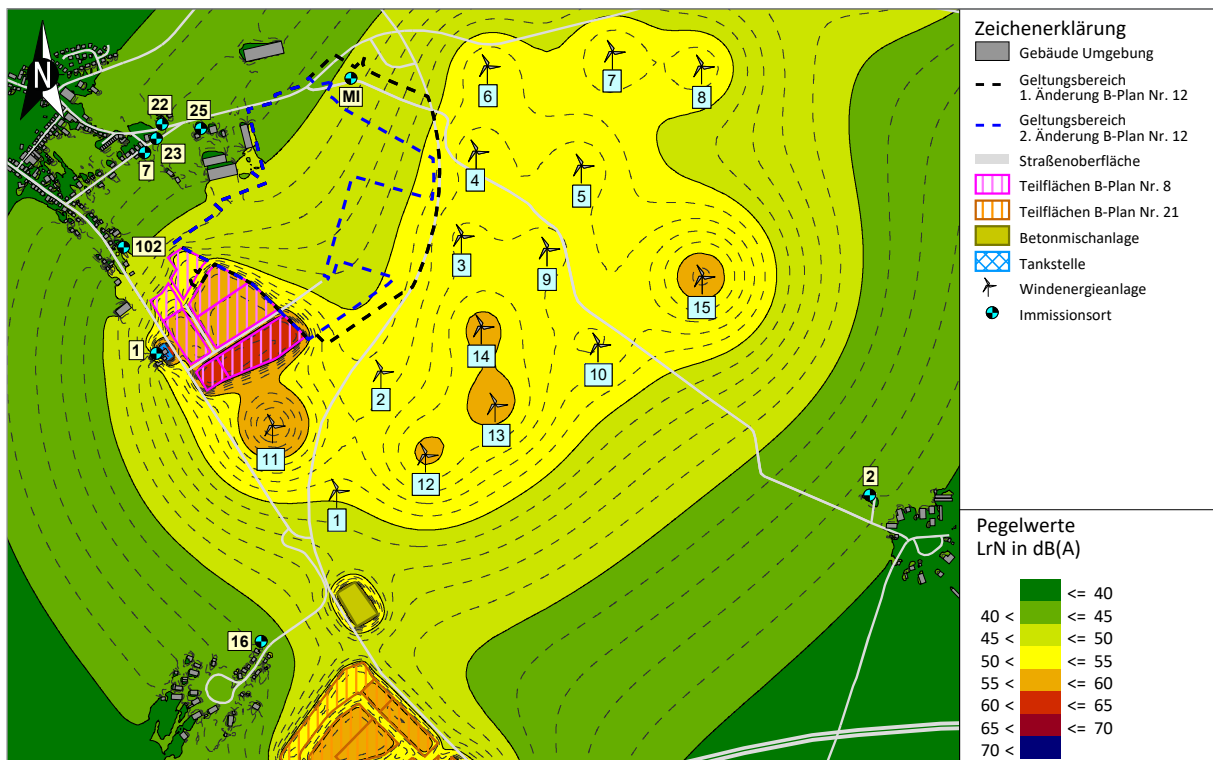 N
22
25
23
7
102
1
16
MI
6
7
8
4
5
3
9
15
14
10
2
13
11
12
1
2
Zeichenerklärung
Gebäude Umgebung
Geltungsbereich
1. Änderung B-Plan Nr. 12
Geltungsbereich
2. Änderung B-Plan Nr. 12
Straßenoberfläche
Teilflächen B-Plan Nr. 8
Teilflächen B-Plan Nr. 21
Betonmischanlage
Tankstelle
Windenergieanlage
Immissionsort
Pegelwerte
LrN in dB(A)
<= 40
40 < <= 45
45 < <= 50
50 < <= 55
55 < <= 60
60 < <= 65
65 < <= 70
70 <